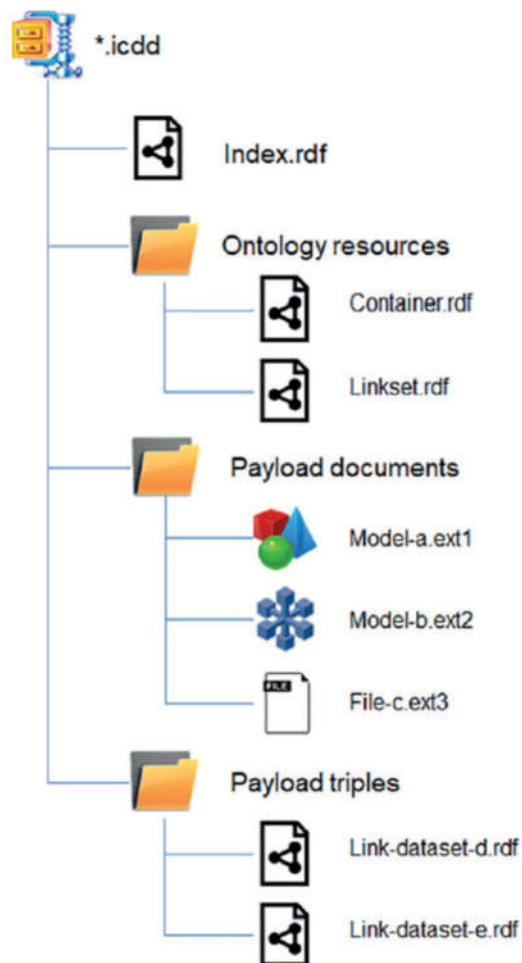 *.icdd
Index.rdf
Ontology resources
Container.rdf
Linkset.rdf
Payload documents
Model-a.ext1
Model-b.ext2
FILE
File-c.ext3
Payload triples
Link-dataset-d.rdf
Link-dataset-e.rdf